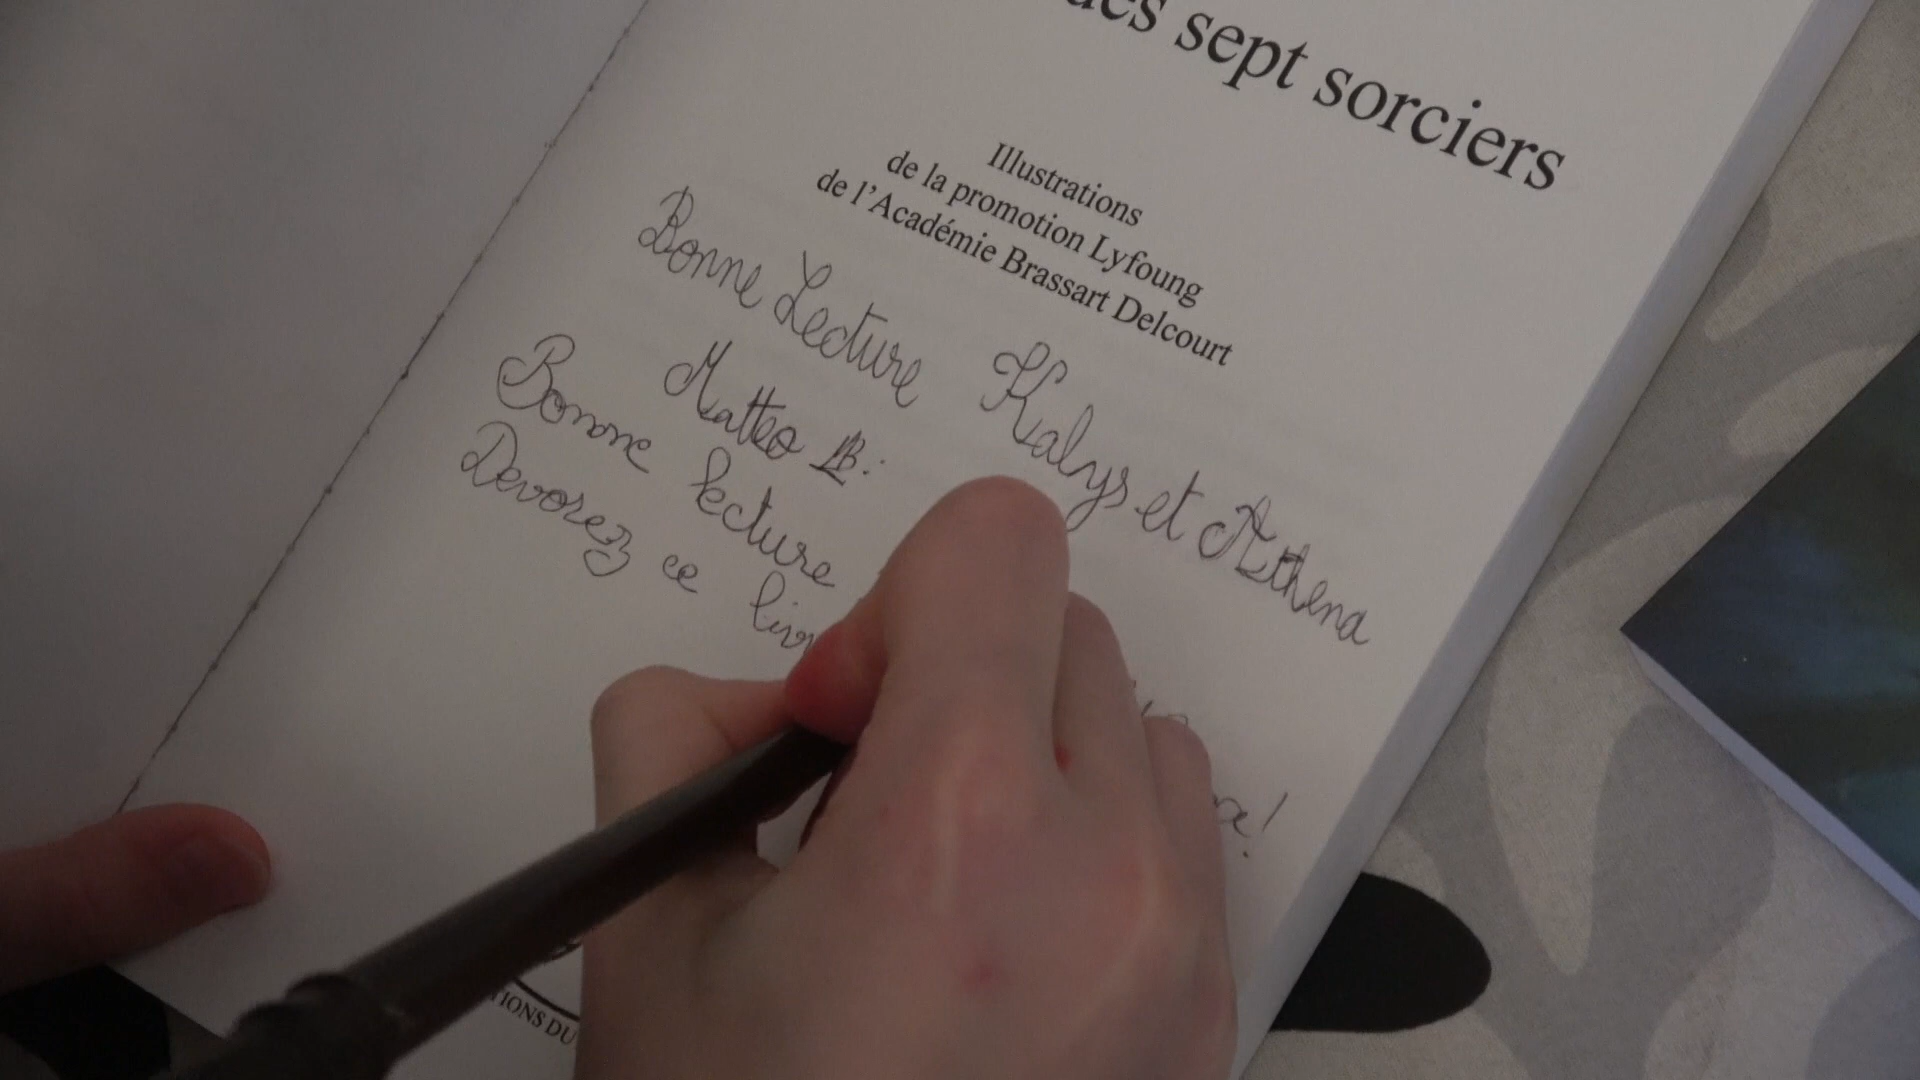 des sept sorciers
Illustrations
de la promotion Lyfoung
de l'Académie Brassart Delcourt
Bonne Lecture Kalys et Athena
Matteo B.
Bonne lecture
Devorez ce